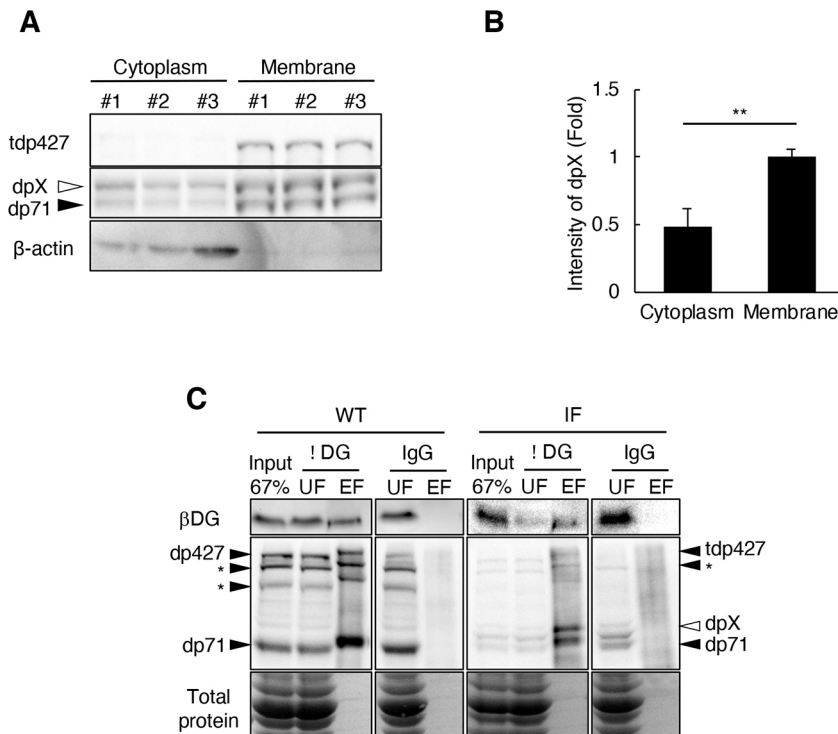 A
Cytoplasm Membrane
#1 #2 #3 #1 #2 #3
tdp427
dpX
dp71
β-actin
B
Intensity of dpX (Fold)
1.5
1
0.5
0
**
Cytoplasm Membrane
C
WT IF
Input ! DG IgG Input ! DG IgG
67% UF EF UF EF 67% UF EF UF EF
βDG
dp427 tdp427
* *
*
dpX
dp71 dp71
Total
protein